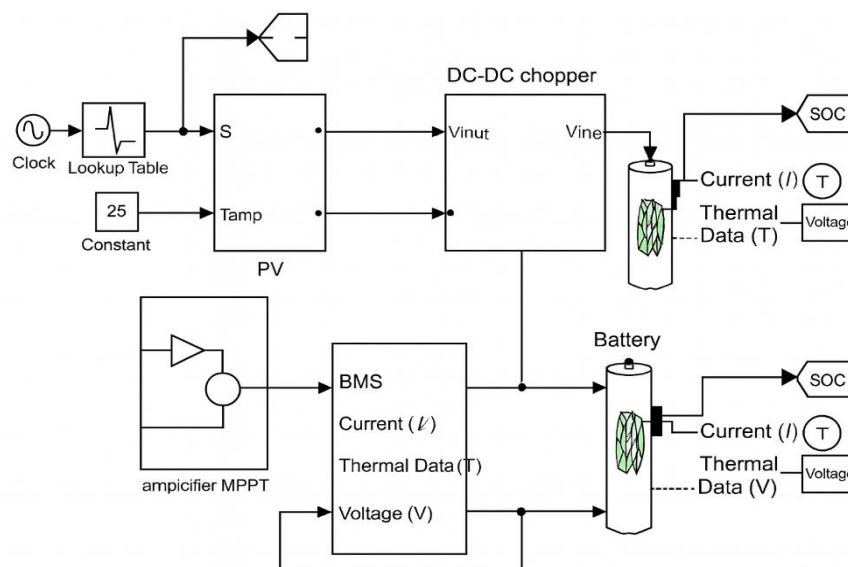 DC-DC chopper
S
Vinut
Vine
SOC
Clock
Lookup Table
Current (I)
T
25
Tamp
Thermal
Data (T)
Voltage
Constant
PV
Battery
BMS
SOC
Current (V)
Current (I)
T
Thermal Data (T)
Thermal
Data (V)
Voltage
ampicifier MPPT
Voltage (V)